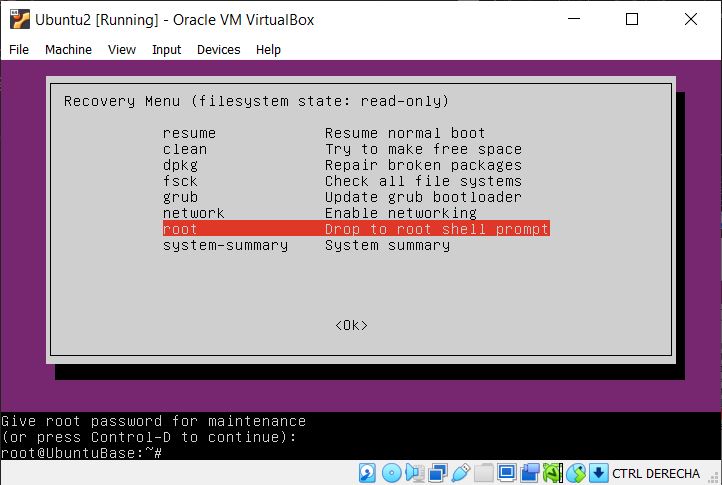 Ubuntu2 [Running] - Oracle VM VirtualBox
File Machine View Input Devices Help
Recovery Menu (filesystem state: read-only)
resume Resume normal boot
clean Try to make free space
dpkg Repair broken packages
fsck Check all file systems
grub Update grub bootloader
network Enable networking
root Drop to root shell prompt
system-summary System summary
<Ok>
Give root password for maintenance
(or press Control-D to continue):
root@UbuntuBase:~#
CTRL DERECHA